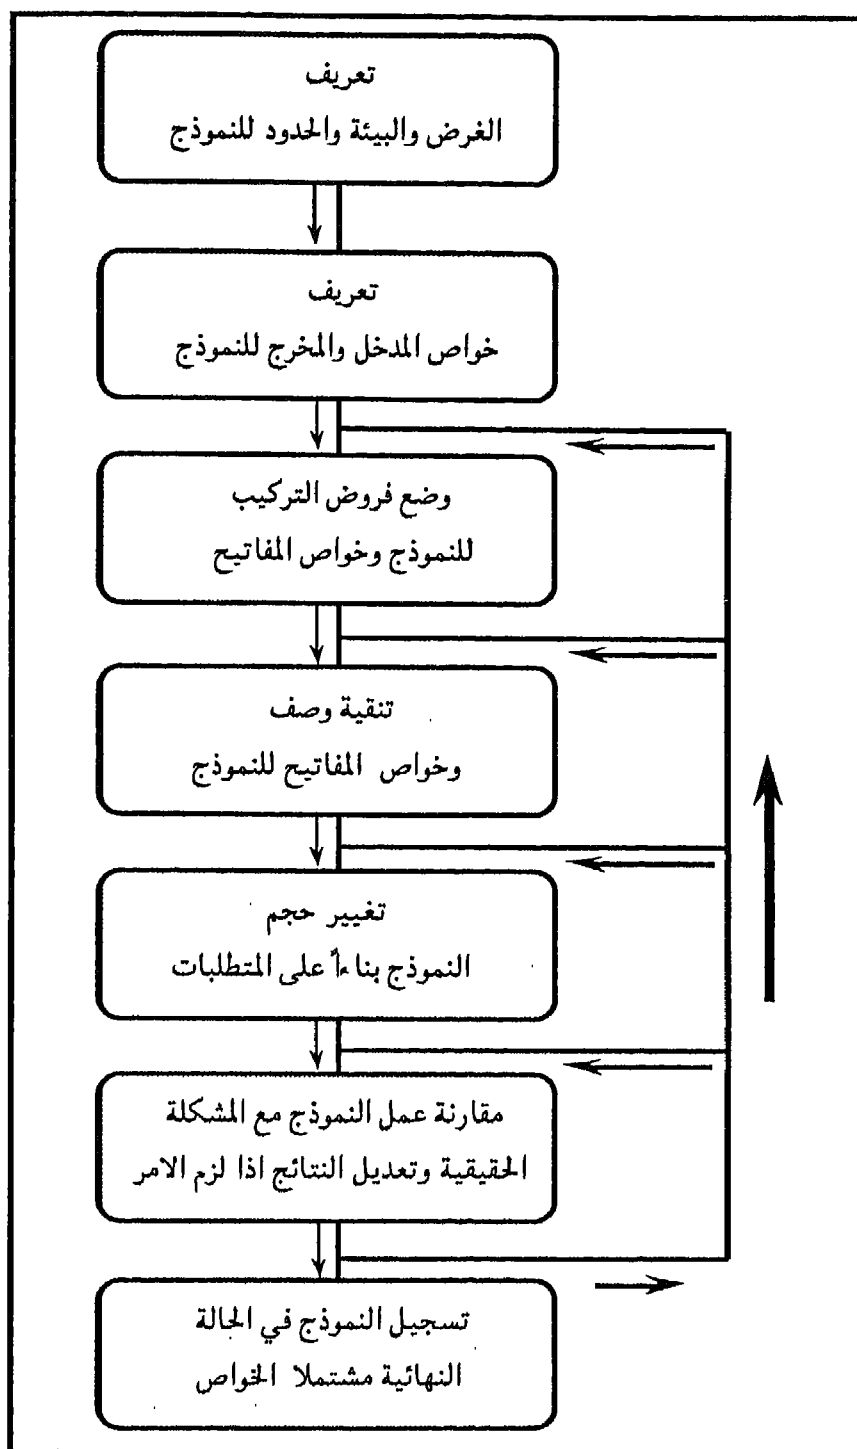 تعريف
الغرض والبيئة والحدود للنموذج
تعريف
خواص المدخل والمخرج للنموذج
وضع فروض التركيب
للنموذج وخواص المفاتيح
تنقية وصف
وخواص المفاتيح للنموذج
تغيير حجم
النموذج بناءاً على المتطلبات
مقارنة عمل النموذج مع المشكلة
الحقيقية وتعديل النتائج اذا لزم الامر
تسجيل النموذج في الحالة
النهائية مشتملا الخواص